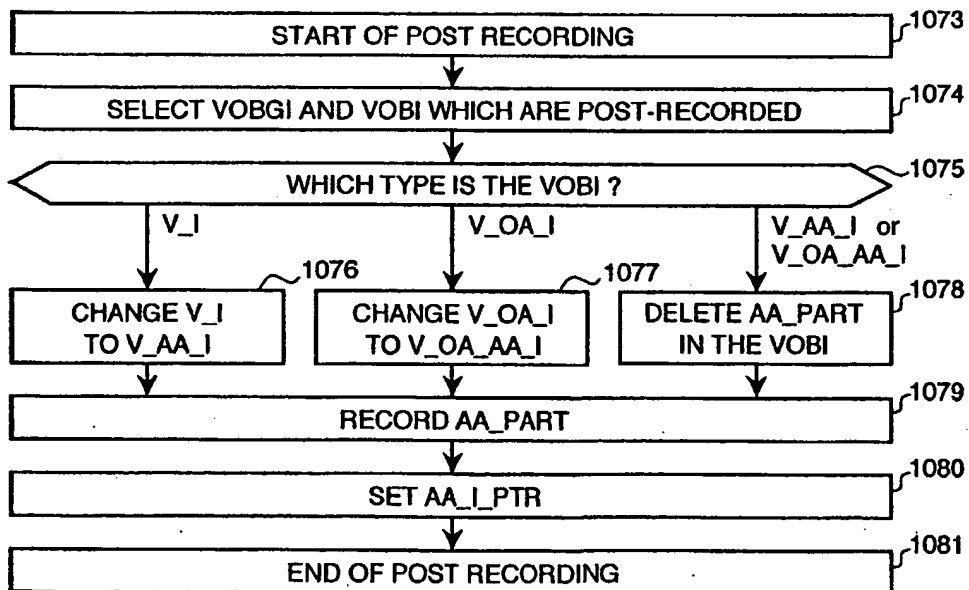 START OF POST RECORDING
1073
SELECT VOBGI AND VOBI WHICH ARE POST-RECORDED
1074
WHICH TYPE IS THE VOBI ?
1075
V_I
V_OA_I
V_AA_I or
V_OA_AA_I
1076
CHANGE V_I
TO V_AA_I
1077
CHANGE V_OA_I
TO V_OA_AA_I
1078
DELETE AA_PART
IN THE VOBI
1079
RECORD AA_PART
1080
SET AA_I_PTR
1081
END OF POST RECORDING